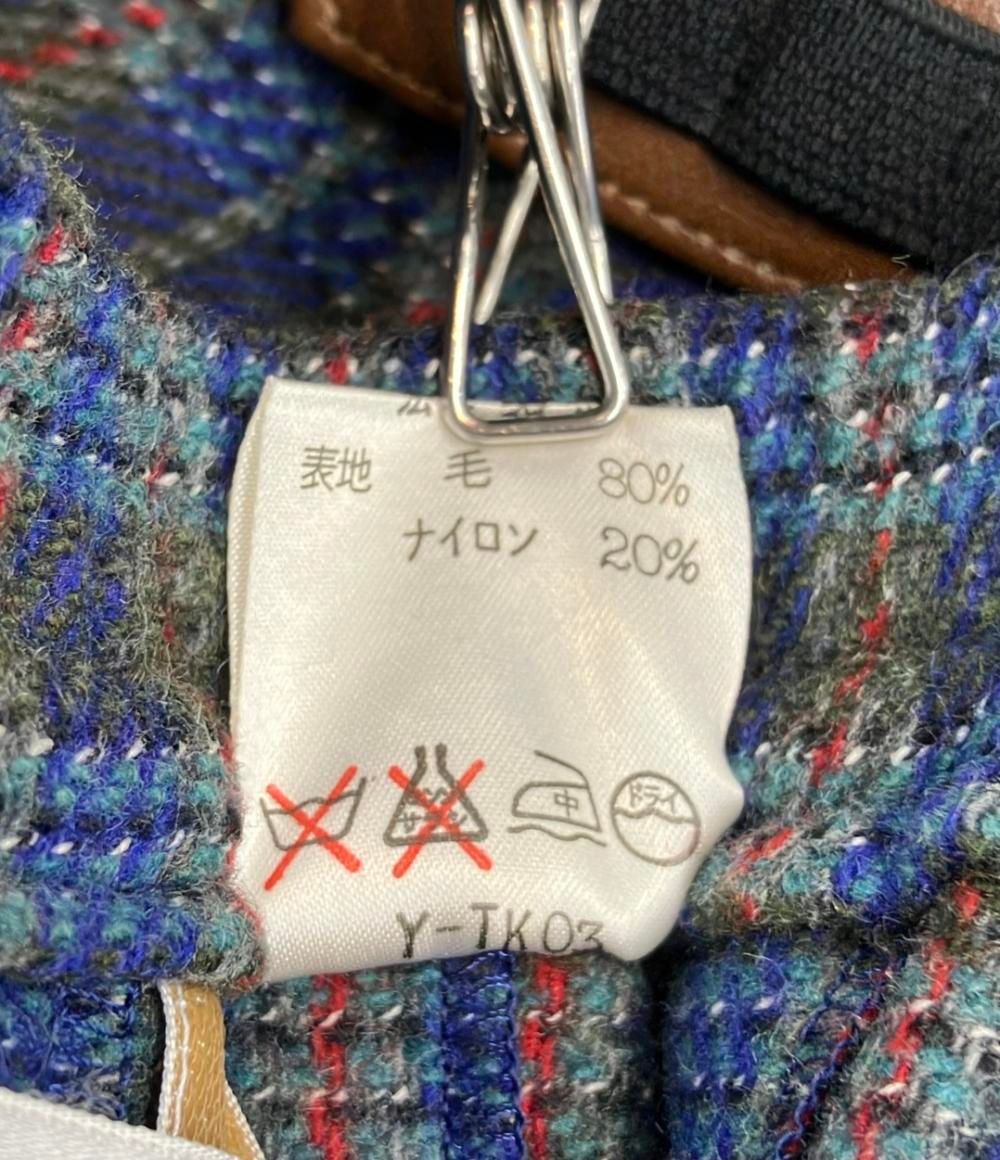 表地 毛 80%
ナイロン 20%
中 ドライ
Y-TK03